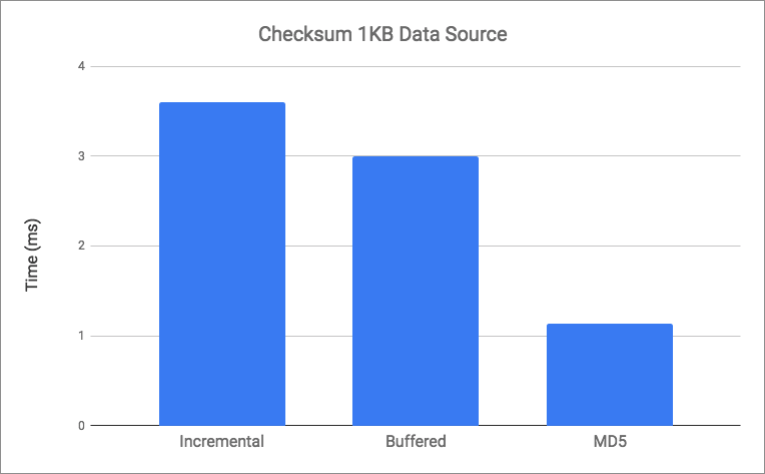 Checksum 1KB Data Source
4
3
2
1
0
Time (ms)
Incremental Buffered MD5